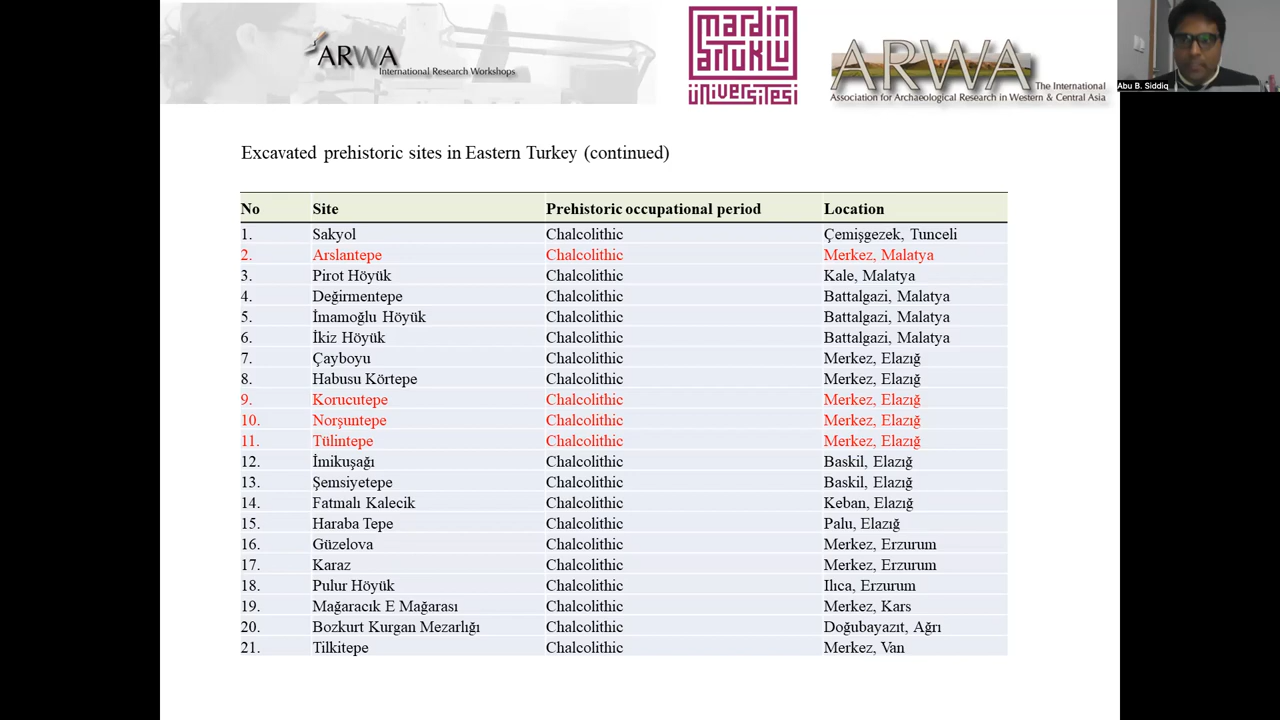 ARWA
International Research Workshops
mardin
artuklu
üniversitesi
ARWA
The International
Association for Archaeological Research in Western & Central Asia
Abu B. Siddiq
Excavated prehistoric sites in Eastern Turkey (continued)
No Site Prehistoric occupational period Location
1. Sakyol Chalcolithic Çemişgezek, Tunceli
2. Arslantepe Chalcolithic Merkez, Malatya
3. Pirot Höyük Chalcolithic Kale, Malatya
4. Değirmentepe Chalcolithic Battalgazi, Malatya
5. İmamoğlu Höyük Chalcolithic Battalgazi, Malatya
6. İkiz Höyük Chalcolithic Battalgazi, Malatya
7. Çayboyu Chalcolithic Merkez, Elazığ
8. Habusu Körtepe Chalcolithic Merkez, Elazığ
9. Korucutepe Chalcolithic Merkez, Elazığ
10. Norşuntepe Chalcolithic Merkez, Elazığ
11. Tülintepe Chalcolithic Merkez, Elazığ
12. İmikuşağı Chalcolithic Baskil, Elazığ
13. Şemsiyetepe Chalcolithic Baskil, Elazığ
14. Fatmalı Kalecik Chalcolithic Keban, Elazığ
15. Haraba Tepe Chalcolithic Palu, Elazığ
16. Güzelova Chalcolithic Merkez, Erzurum
17. Karaz Chalcolithic Merkez, Erzurum
18. Pulur Höyük Chalcolithic Ilıca, Erzurum
19. Mağaracık E Mağarası Chalcolithic Merkez, Kars
20. Bozkurt Kurgan Mezarlığı Chalcolithic Doğubayazıt, Ağrı
21. Tilkitepe Chalcolithic Merkez, Van